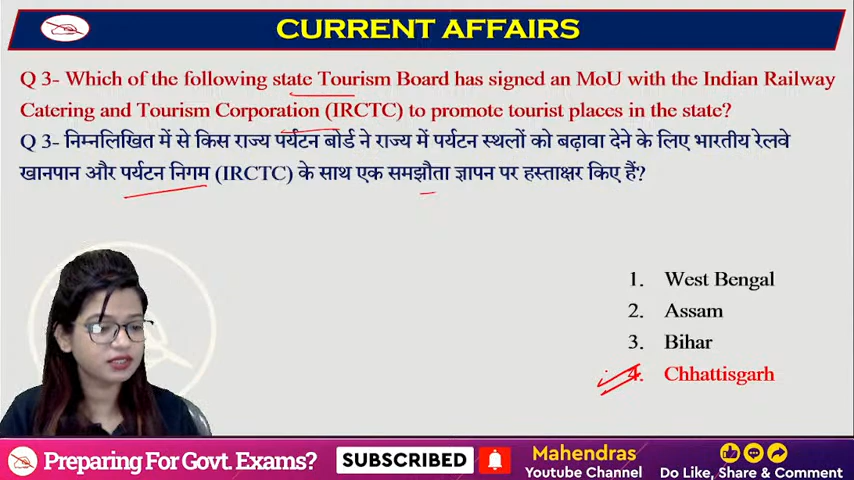 CURRENT AFFAIRS
Q 3- Which of the following state Tourism Board has signed an MoU with the Indian Railway
Catering and Tourism Corporation (IRCTC) to promote tourist places in the state?
Q 3- निम्नलिखित में से किस राज्य पर्यटन बोर्ड ने राज्य में पर्यटन स्थलों को बढ़ावा देने के लिए भारतीय रेलवे
खानपान और पर्यटन निगम (IRCTC) के साथ एक समझौता ज्ञापन पर हस्ताक्षर किए हैं?
1. West Bengal
2. Assam
3. Bihar
4. Chhattisgarh
Preparing For Govt. Exams?
SUBSCRIBED
Mahendras
Youtube Channel
Do Like, Share & Comment